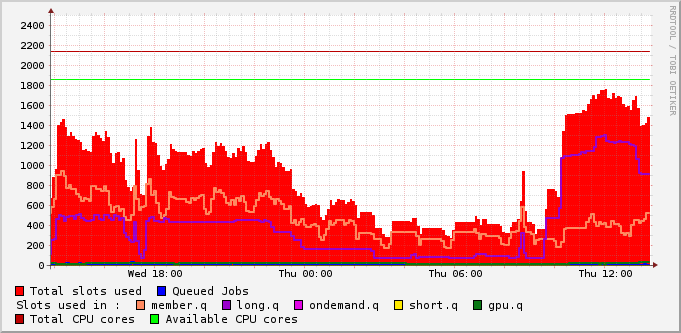 RRDTOOL / TOBI OETIKER
2400
2200
2000
1800
1600
1400
1200
1000
800
600
400
200
0
Wed 18:00 Thu 00:00 Thu 06:00 Thu 12:00
Total slots used Queued Jobs
Slots used in : member.q long.q ondemand.q short.q gpu.q
Total CPU cores Available CPU cores